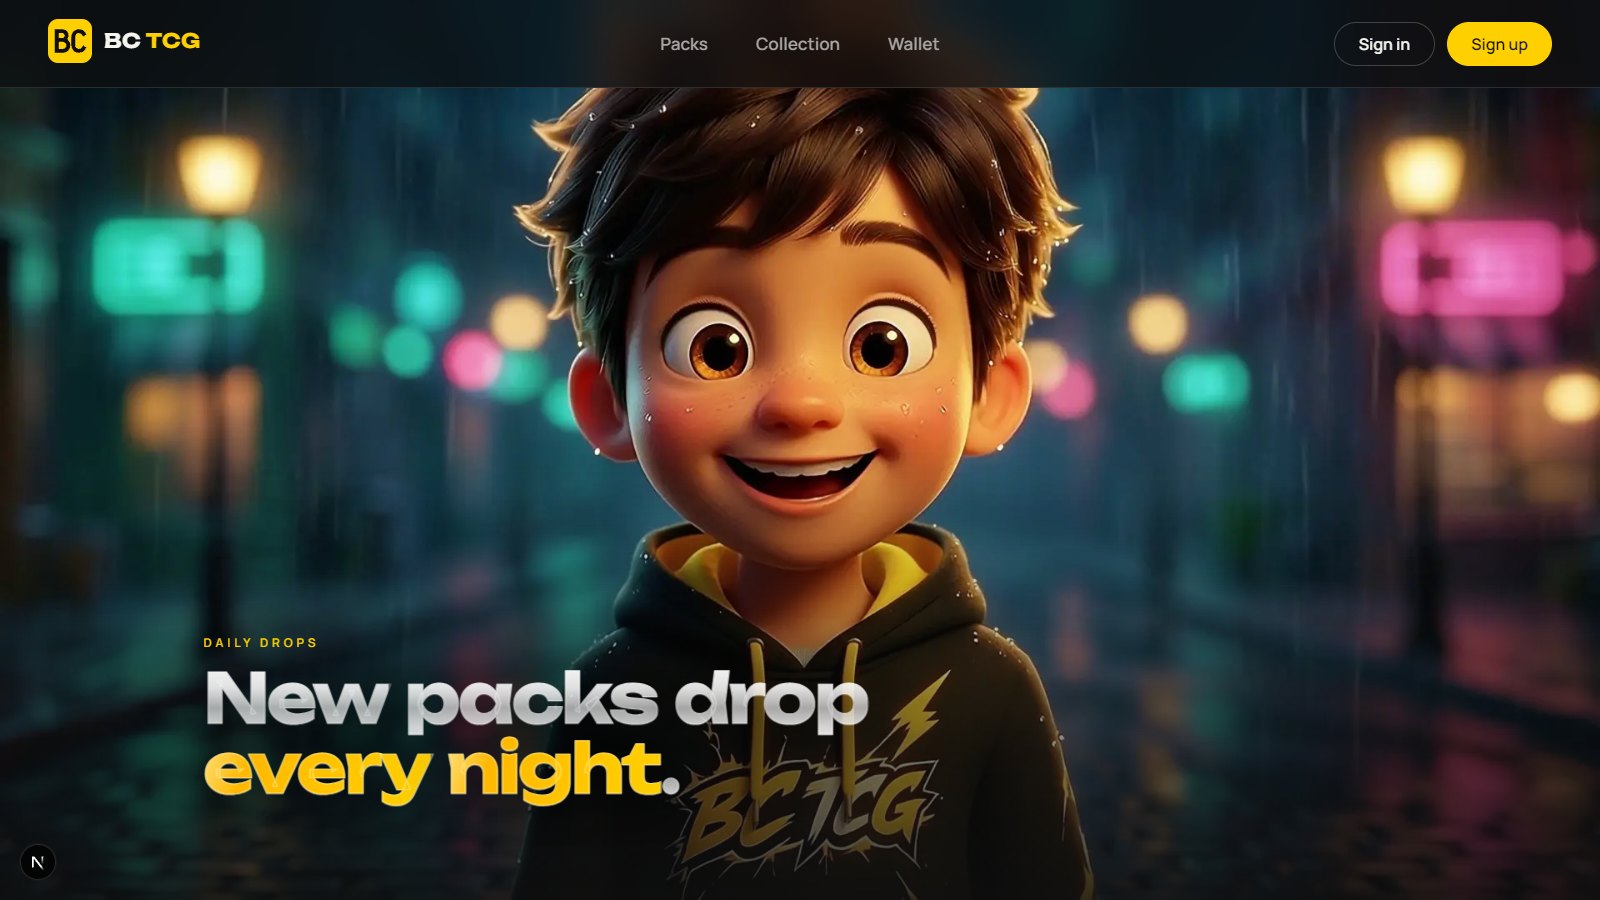 BC BC TCG
Packs Collection Wallet
Sign in Sign up
DAILY DROPS
New packs drop
every night.
BC TCG
N